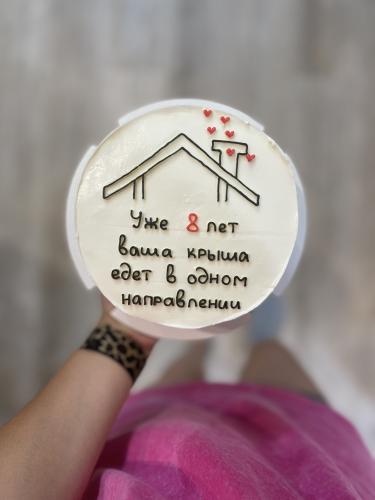 Уже 8 лет
ваша крыша
едет в одном
направлении